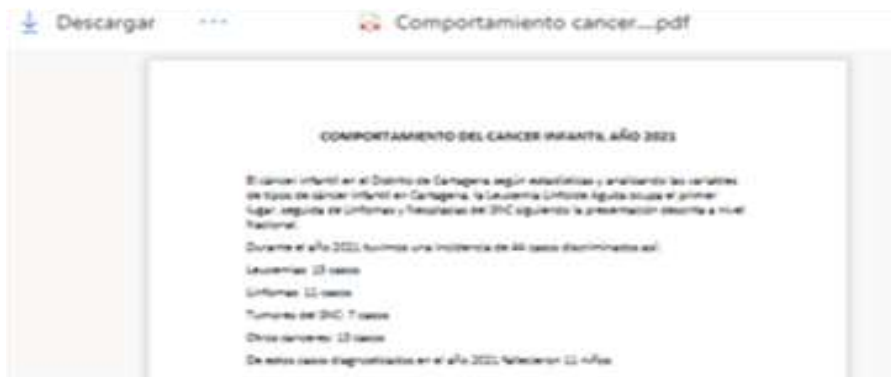 Descargar ... Comportamiento cancer....pdf
COMPORTAMIENTO DEL CANCER INFANTIL AÑO 2021
El cáncer infantil en el Distrito de Cartagena según estadísticas y analizando las variables
de tipos de cáncer infantil en Cartagena, la Leucemia Linfoide Aguda ocupa el primer
lugar, seguida de Linfomas y Neoplasias del SNC siguiendo la presentación descrita a nivel
Nacional.
Durante el año 2021 tuvimos una incidencia de 44 casos discriminados así:
Leucemias: casos
Linfomas: 11 casos
Tumores del SNC: 7 casos
Otros canceres: 13 casos
De estos casos diagnosticados en el año 2021 fallecieron 11 niños